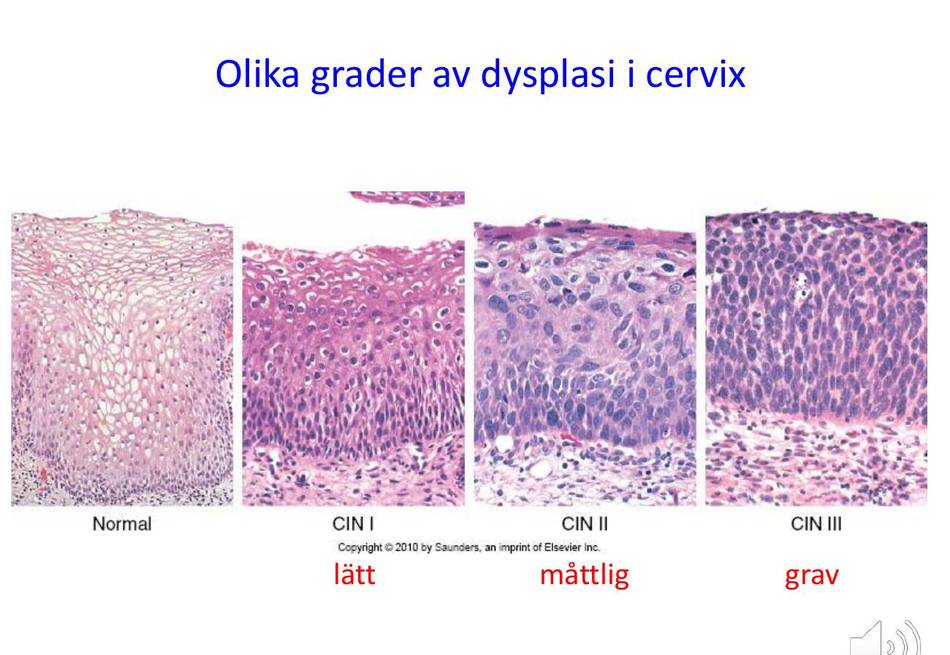 Olika grader av dysplasi i cervix
Normal CIN I CIN II CIN III
Copyright © 2010 by Saunders, an imprint of Elsevier Inc.
lätt måttlig grav